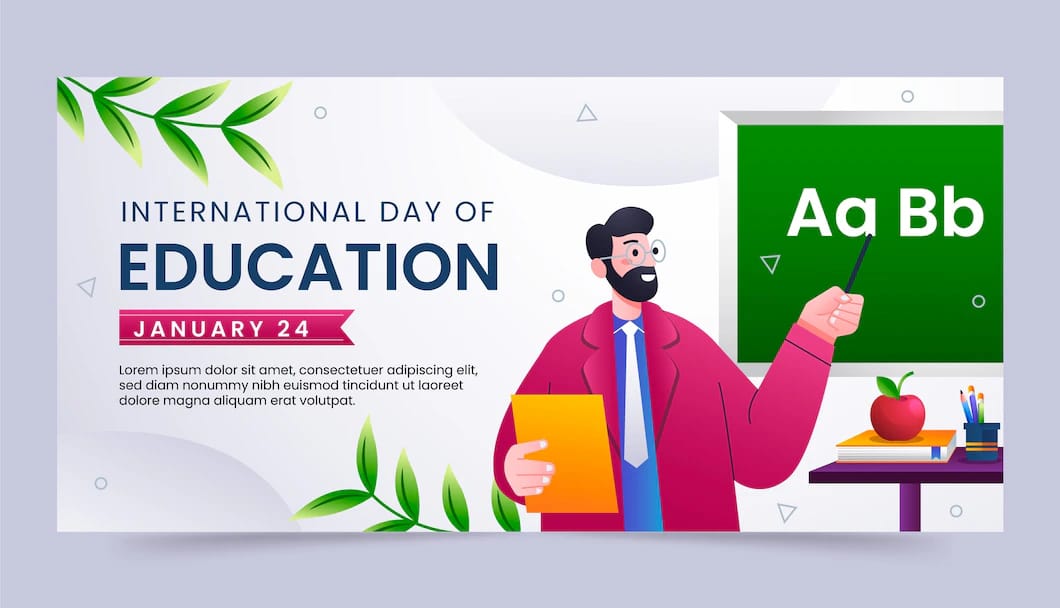 INTERNATIONAL DAY OF
EDUCATION
JANUARY 24
Lorem ipsum dolor sit amet, consectetuer adipiscing elit,
sed diam nonummy nibh euismod tincidunt ut laoreet
dolore magna aliquam erat volutpat.
Aa Bb